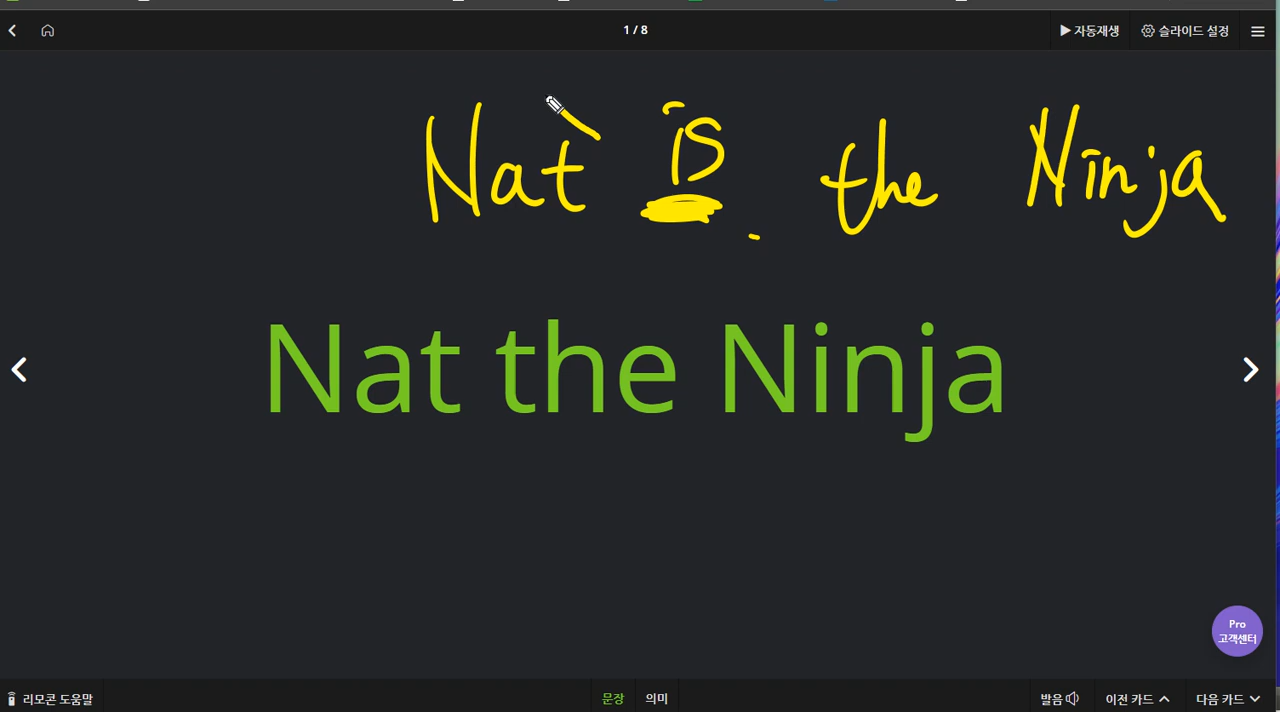 1 / 8
자동재생
슬라이드 설정
Nat is the Ninja
Nat the Ninja
Pro
고객센터
리모콘 도움말
문장
의미
발음
이전 카드
다음 카드